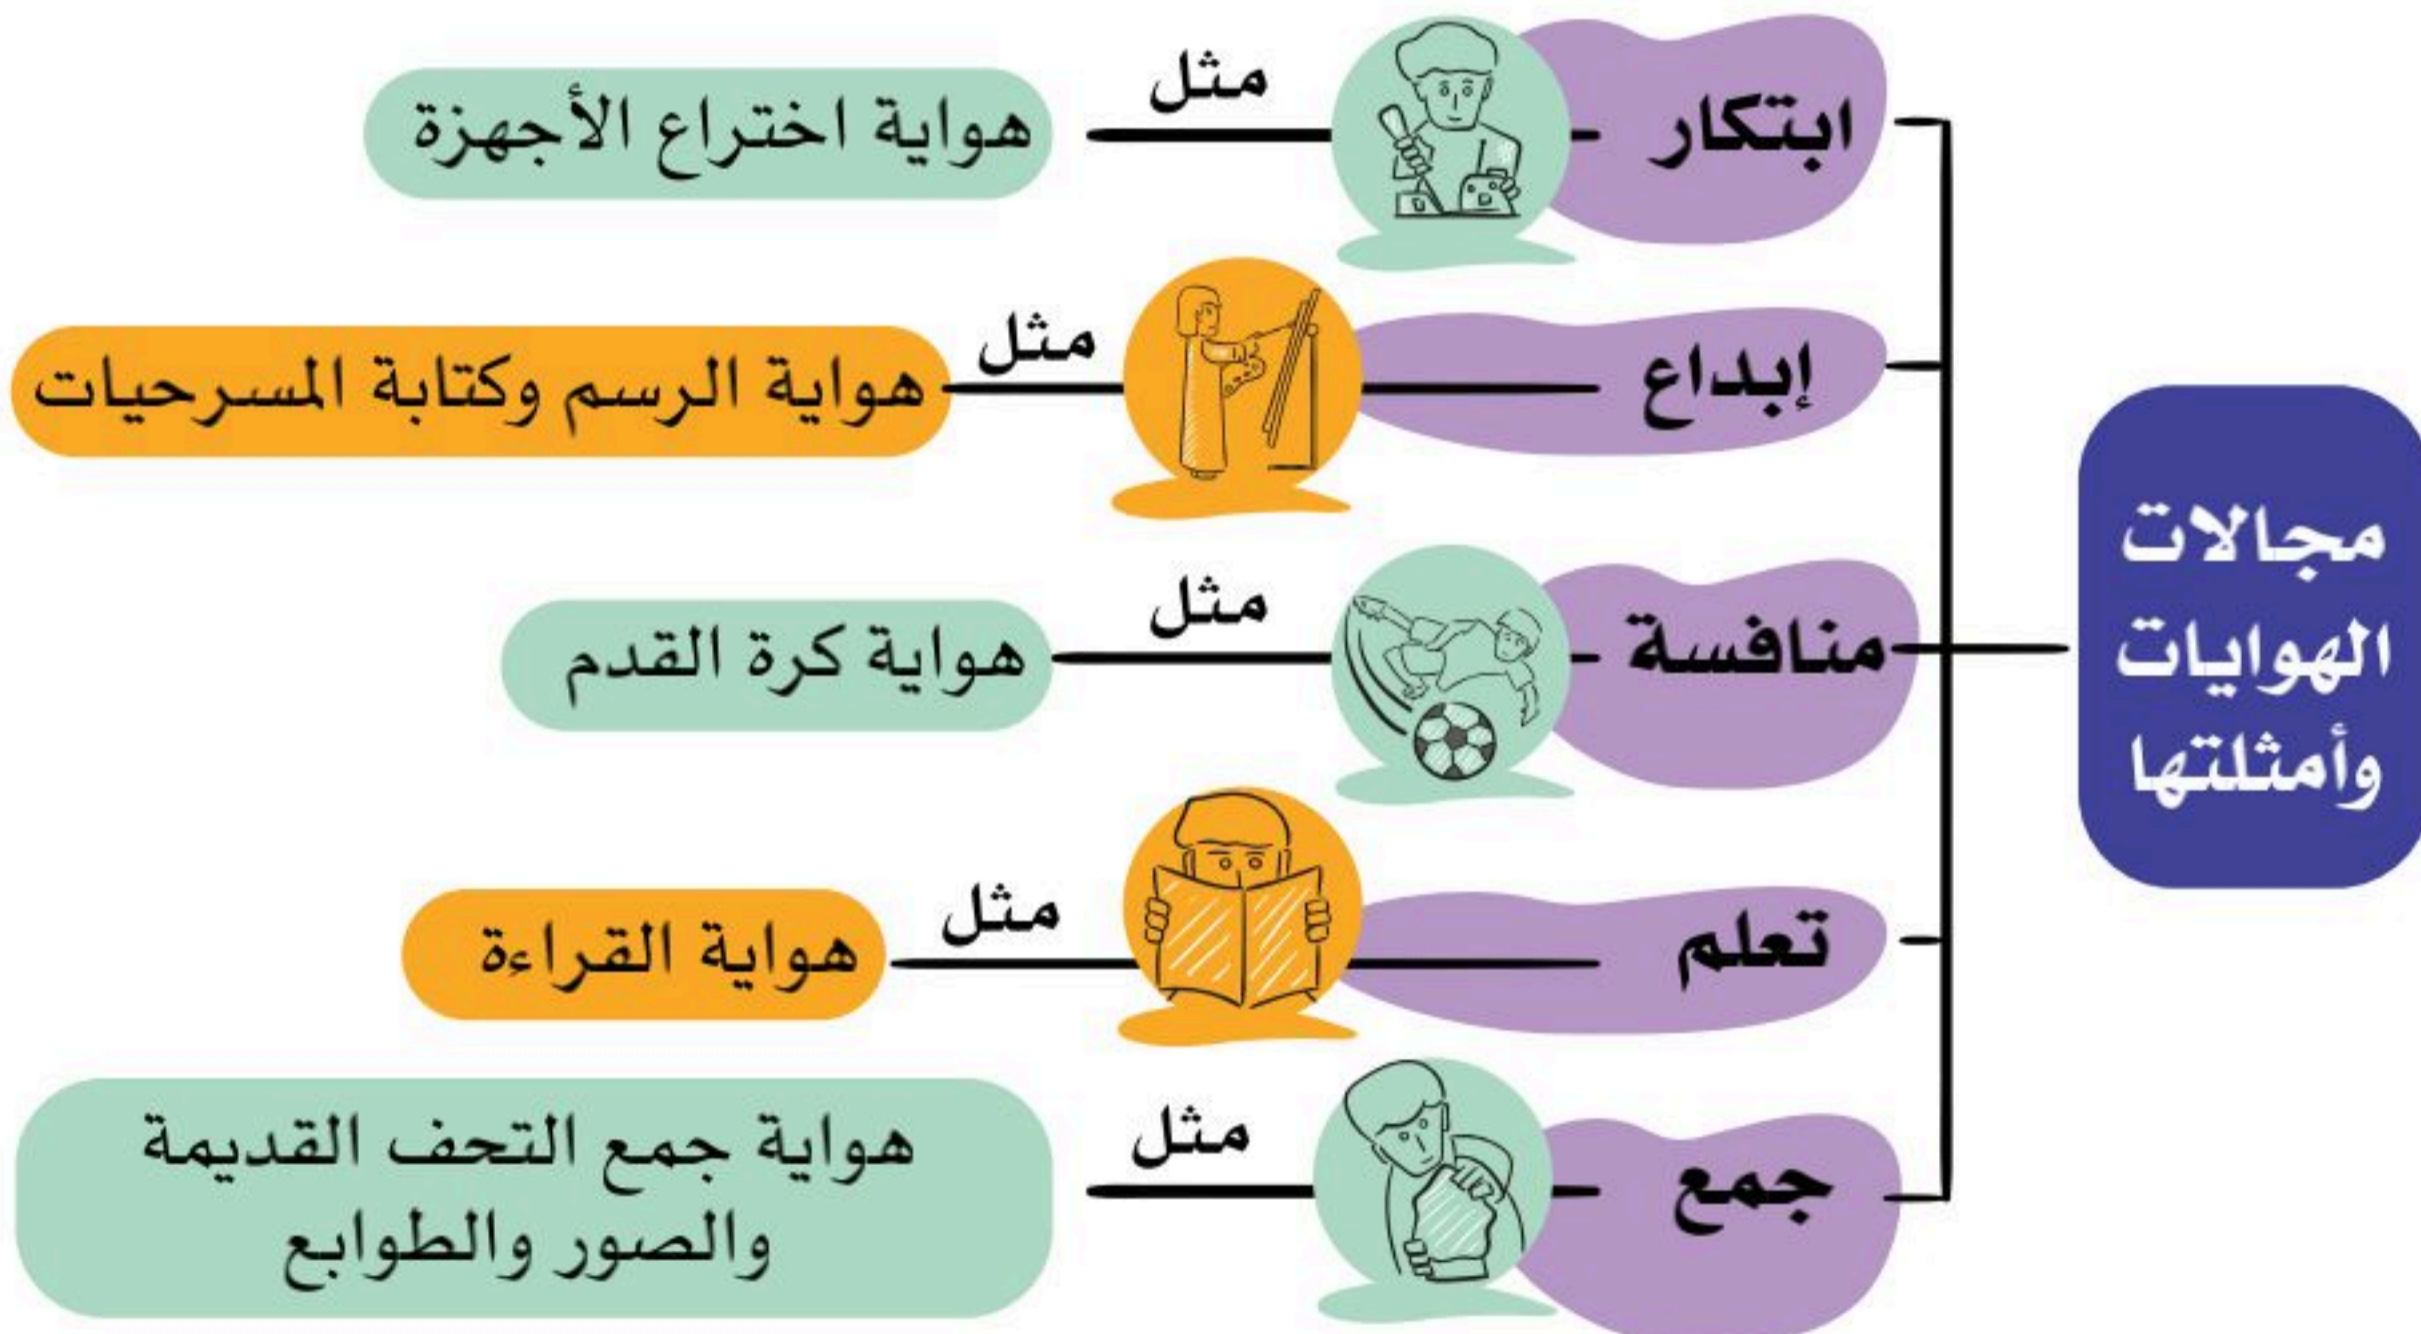 مجالات
الهوايات
وأمثلتها
ابتكار
مثل
هواية اختراع الأجهزة
إبداع
مثل
هواية الرسم وكتابة المسرحيات
منافسة
مثل
هواية كرة القدم
تعلم
مثل
هواية القراءة
جمع
مثل
هواية جمع التحف القديمة
والصور والطوابع